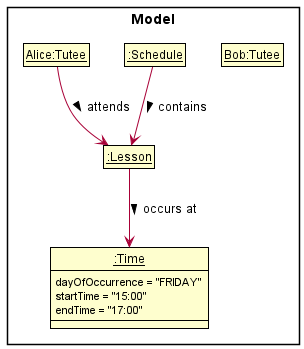 Model
Alice:Tutee
:Schedule
Bob:Tutee
attends
contains
:Lesson
occurs at
:Time
dayOfOccurrence = "FRIDAY"
startTime = "15:00"
endTime = "17:00"